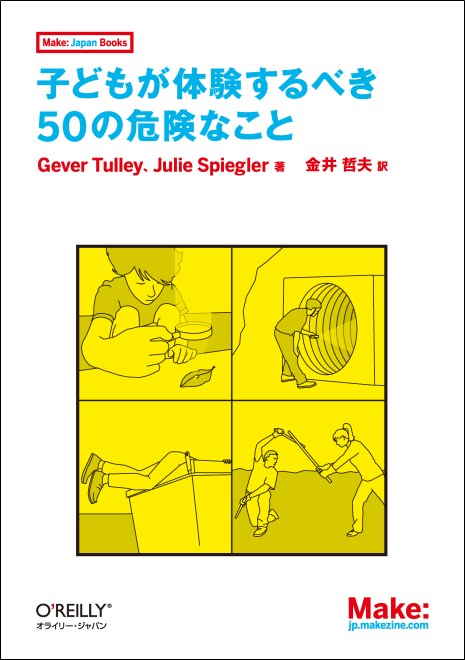 Make: Japan Books
子どもが体験するべき
50の危険なこと
Gever Tulley、Julie Spiegler 著 金井 哲夫 訳
O'REILLY®
オライリー・ジャパン
Make:
jp.makezine.com